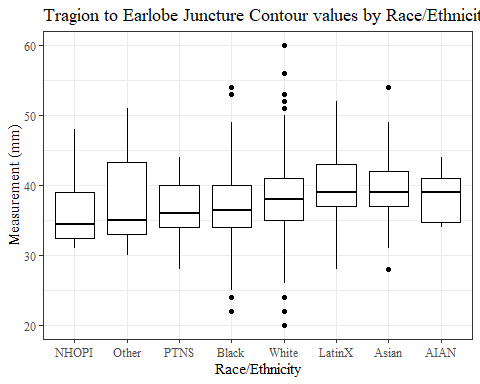 Tragion to Earlobe Juncture Contour values by Race/Ethnicit
60
50
40
30
20
Measurement (mm)
NHOPI Other PTNS Black White LatinX Asian AIAN
Race/Ethnicity